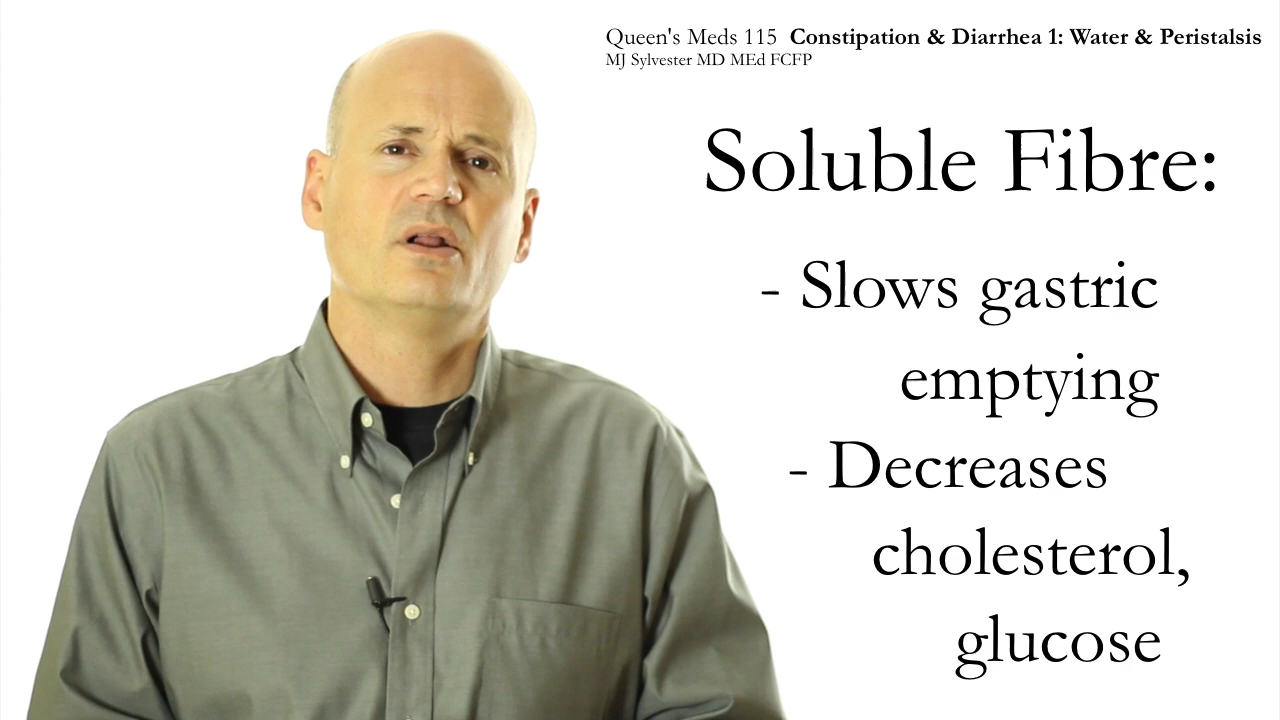 Queen's Meds 115  Constipation & Diarrhea 1: Water & Peristalsis
MJ Sylvester MD MEd FCFP
Soluble Fibre:
- Slows gastric
emptying
- Decreases
cholesterol,
glucose